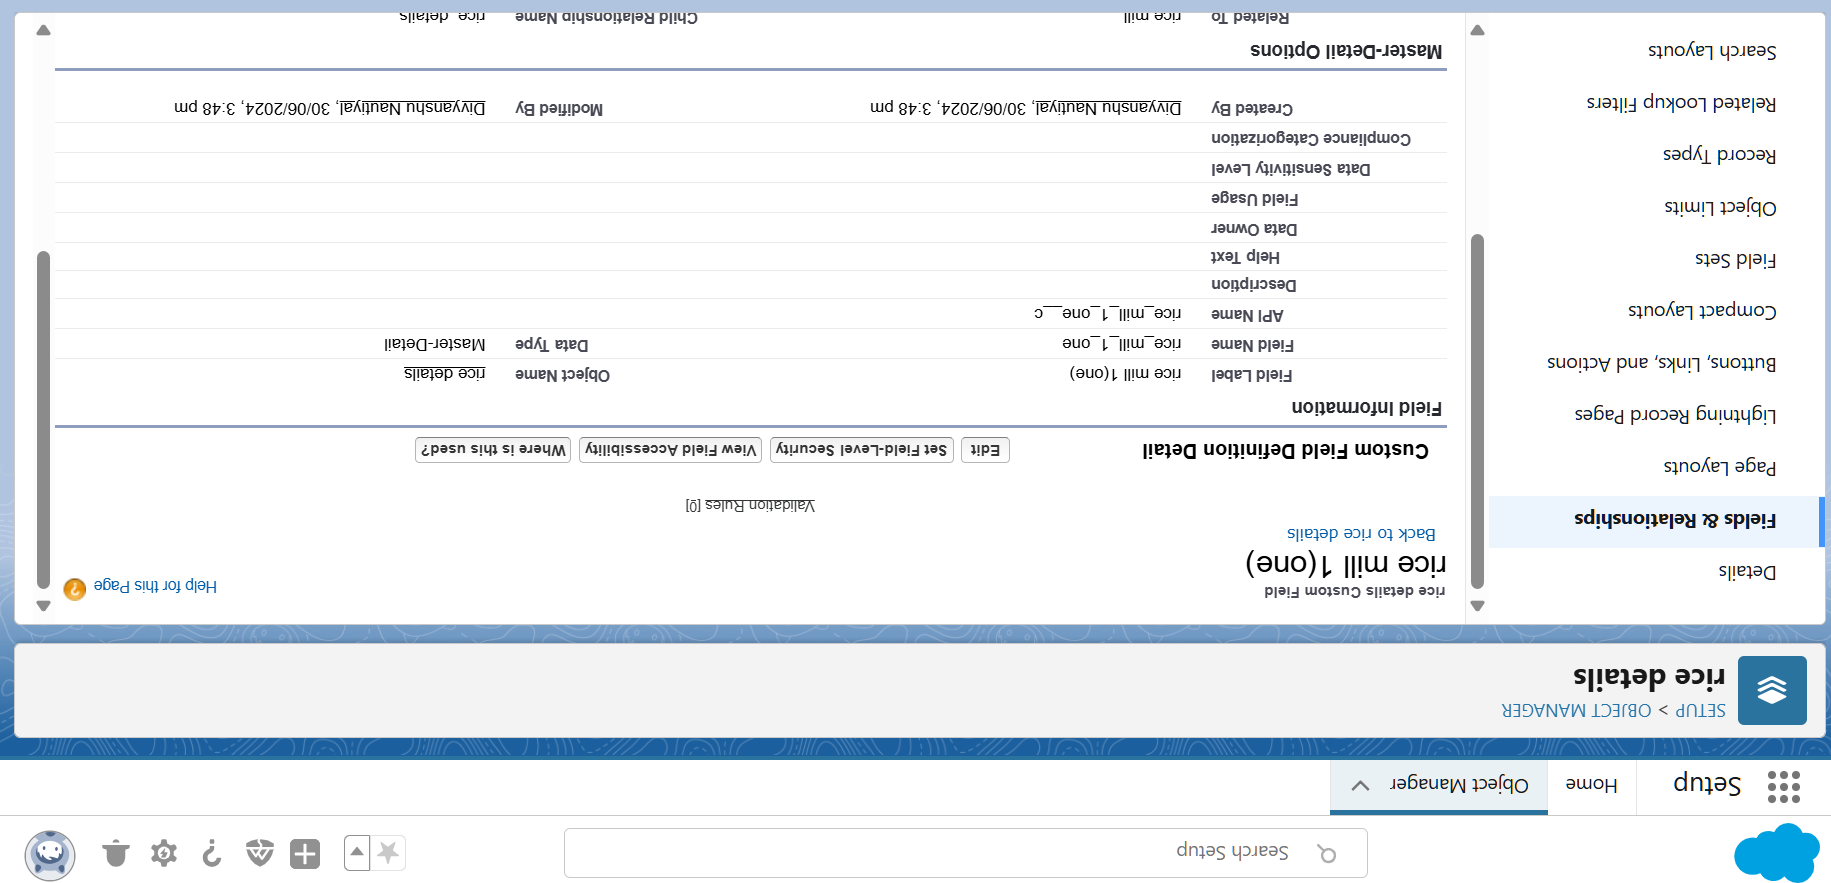 Search Setup
Setup
Home
Object Manager
SETUP > OBJECT MANAGER
rice details
Details
Fields & Relationships
Page Layouts
Lightning Record Pages
Buttons, Links, and Actions
Compact Layouts
Field Sets
Object Limits
Record Types
Related Lookup Filters
Search Layouts
rice details Custom Field
rice mill 1(one)
Help for this Page
Back to rice details
Validation Rules [0]
Custom Field Definition Detail
Edit
Set Field-Level Security
View Field Accessibility
Where is this used?
Field Information
Field Label rice mill 1(one) Object Name rice details
Field Name rice_mill_1_one Data Type Master-Detail
API Name rice_mill_1_one__c
Description
Help Text
Data Owner
Field Usage
Data Sensitivity Level
Compliance Categorization
Created By Divyanshu Nautiyal, 30/06/2024, 3:48 pm Modified By Divyanshu Nautiyal, 30/06/2024, 3:48 pm
Master-Detail Options
Related To rice mill Child Relationship Name rice_details